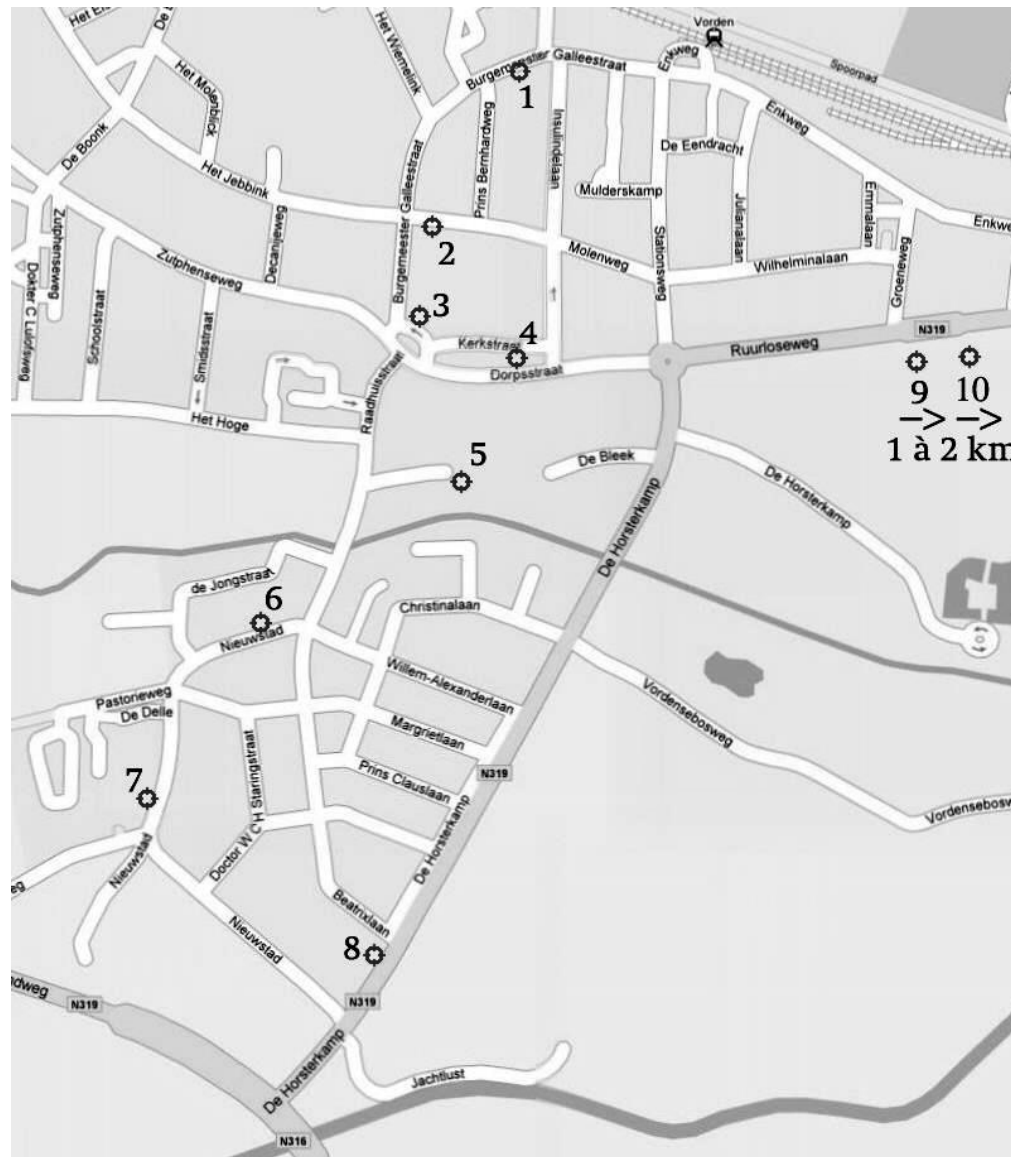 Vorden
Het Wiemelink
Burgemeester Galleestraat
Enkweg
Spoorpad
1
Het Molenblick
Prins Bernhardweg
Insulindelaan
Enkweg
De Boonk
De Eendracht
Het Jebbink
Mulderskamp
Julianalaan
Emmalaan
Zutphenseweg
Decanijeweg
Burgemeester Galleestraat
2
Stationsweg
Enkweg
Molenweg
Zutphenseweg
Wilhelminalaan
Groeneweg
Dokter C Lulofsweg
Schoolstraat
Smidsstraat
3
4
Kerkstraat
N319
Ruurloseweg
Dorpsstraat
Raadhuisstraat
9
10
-> ->
1 à 2 km
Het Hoge
5
De Bleek
De Horsterkamp
De Horsterkamp
de Jongstraat
6
Christinalaan
Nieuwstad
Willem-Alexanderlaan
Pastorieweg
De Delle
Margrietlaan
Vordensebosweg
Doctor W C H Staringstraat
Prins Clauslaan
N319
7
Vordensebosw
De Horsterkamp
Nieuwstad
eg
Beatrixlaan
Nieuwstad
8
ndweg
N319
N319
De Horsterkamp
Jachtlust
N316